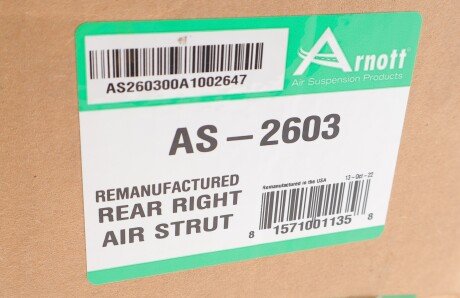 Arnott
Air Suspension Products
AS260300A1002647
AS-2603
REMANUFACTURED
REAR RIGHT
AIR STRUT
Remanufactured in the USA
13-Oct-22
8 1571001135 8